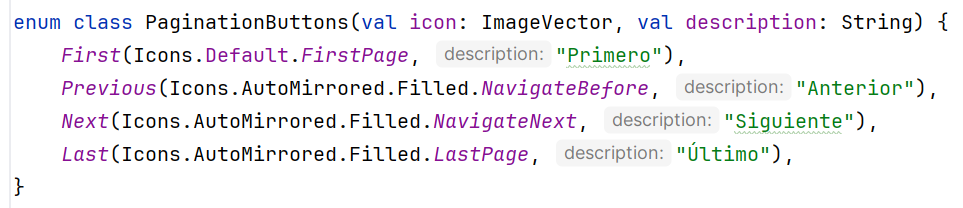 enum class PaginationButtons(val icon: ImageVector, val description: String) {
First(Icons.Default.FirstPage, description: "Primero"),
Previous(Icons.AutoMirrored.Filled.NavigateBefore, description: "Anterior"),
Next(Icons.AutoMirrored.Filled.NavigateNext, description: "Siguiente"),
Last(Icons.AutoMirrored.Filled.LastPage, description: "Último"),
}